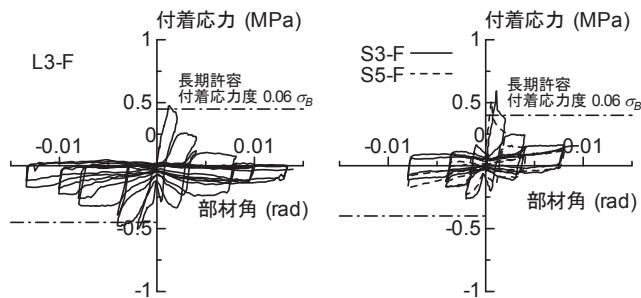 付着応力 (MPa)
1
L3-F
長期許容
付着応力度 0.06 σB
0.5
-0.01
0
0.01
部材角 (rad)
-0.5
-1
付着応力 (MPa)
1
S3-F
S5-F
長期許容
付着応力度 0.06 σB
0.5
-0.01
0
0.01
部材角 (rad)
-0.5
-1